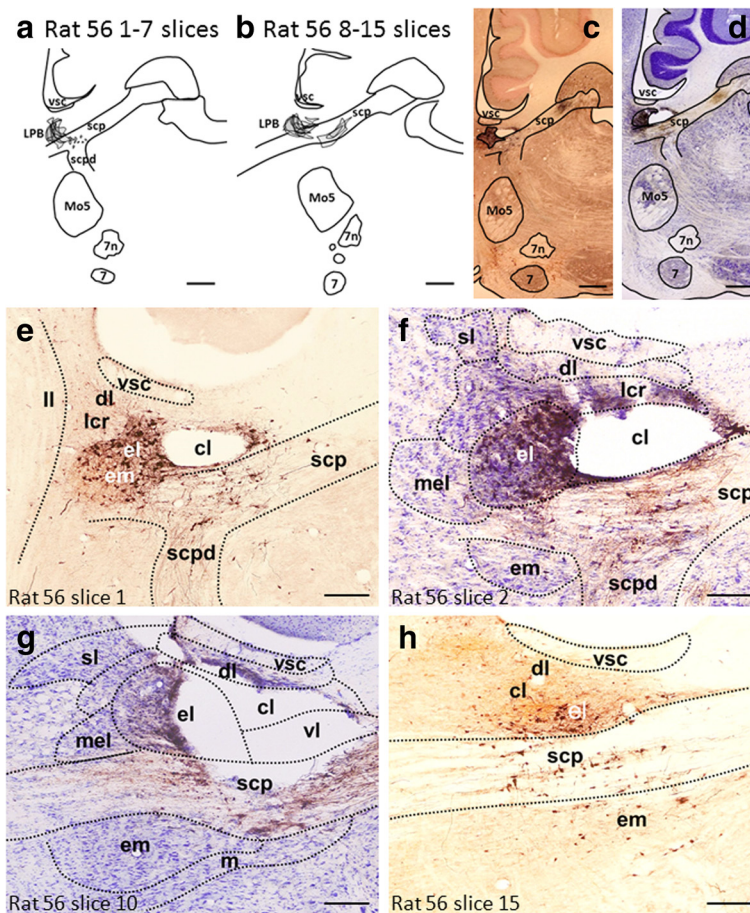 a Rat 56 1-7 slices
vsc
LPB
scp
scpd
Mo5
7n
7
b Rat 56 8-15 slices
vsc
LPB
scp
Mo5
7n
7
c
vsc
scp
Mo5
7n
7
d
vsc
scp
Mo5
7n
7
e
ll
vsc
dl
lcr
el
em
cl
scp
scpd
Rat 56 slice 1
f
sl
vsc
dl
lcr
el
cl
mel
scp
em
scpd
Rat 56 slice 2
g
sl
vsc
dl
el
cl
vl
mel
scp
em
m
Rat 56 slice 10
h
vsc
dl
cl
el
scp
em
Rat 56 slice 15